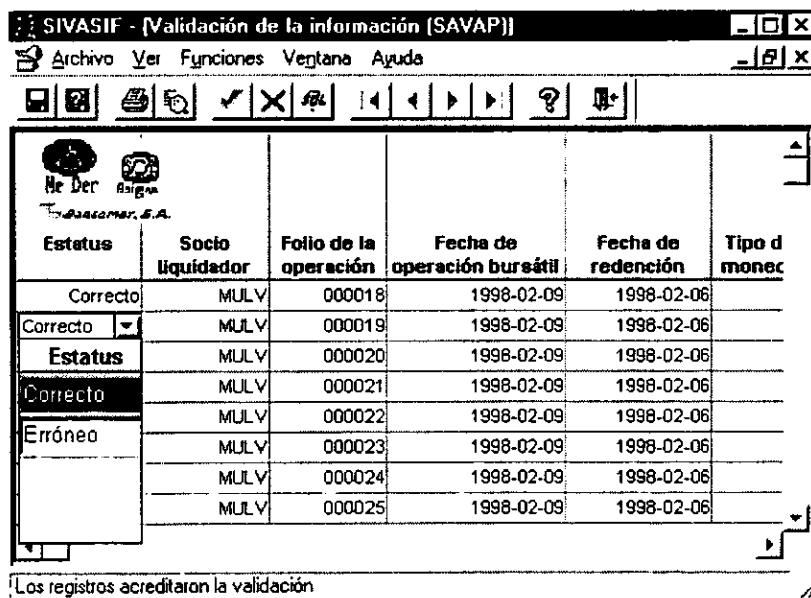 SIVASIF - [Validación de la información (SAVAP)]
Archivo Ver Funciones Ventana Ayuda
Me Der Asigna
Bancomer, S.A.
Estatus Socio liquidador Folio de la operación Fecha de operación bursátil Fecha de redención Tipo d moned
Correcto MULV 000018 1998-02-09 1998-02-06
Correcto MULV 000019 1998-02-09 1998-02-06
Estatus MULV 000020 1998-02-09 1998-02-06
Correcto MULV 000021 1998-02-09 1998-02-06
MULV 000022 1998-02-09 1998-02-06
Erróneo MULV 000023 1998-02-09 1998-02-06
MULV 000024 1998-02-09 1998-02-06
MULV 000025 1998-02-09 1998-02-06
Los registros acreditaron la validación